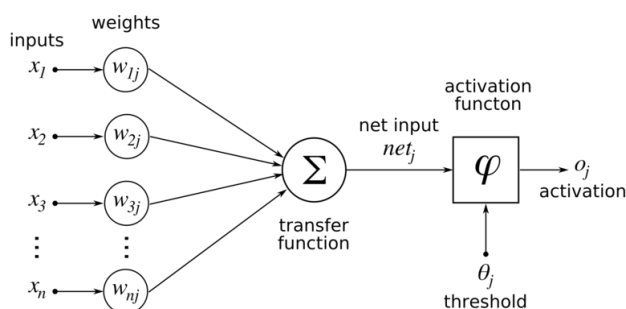 weights
inputs
x1
w1j
x2
w2j
x3
w3j
xn
wnj
Σ
transfer
function
net input
netj
activation
functon
φ
oj
activation
θj
threshold